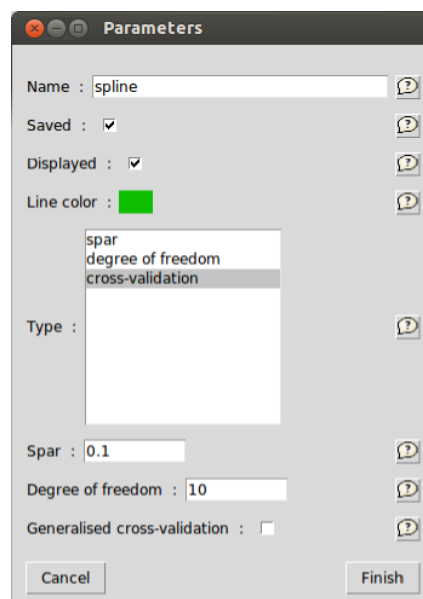 Parameters
Name : spline
Saved :
Displayed :
Line color :
spar
degree of freedom
cross-validation
Type :
Spar : 0.1
Degree of freedom : 10
Generalised cross-validation :
Cancel Finish